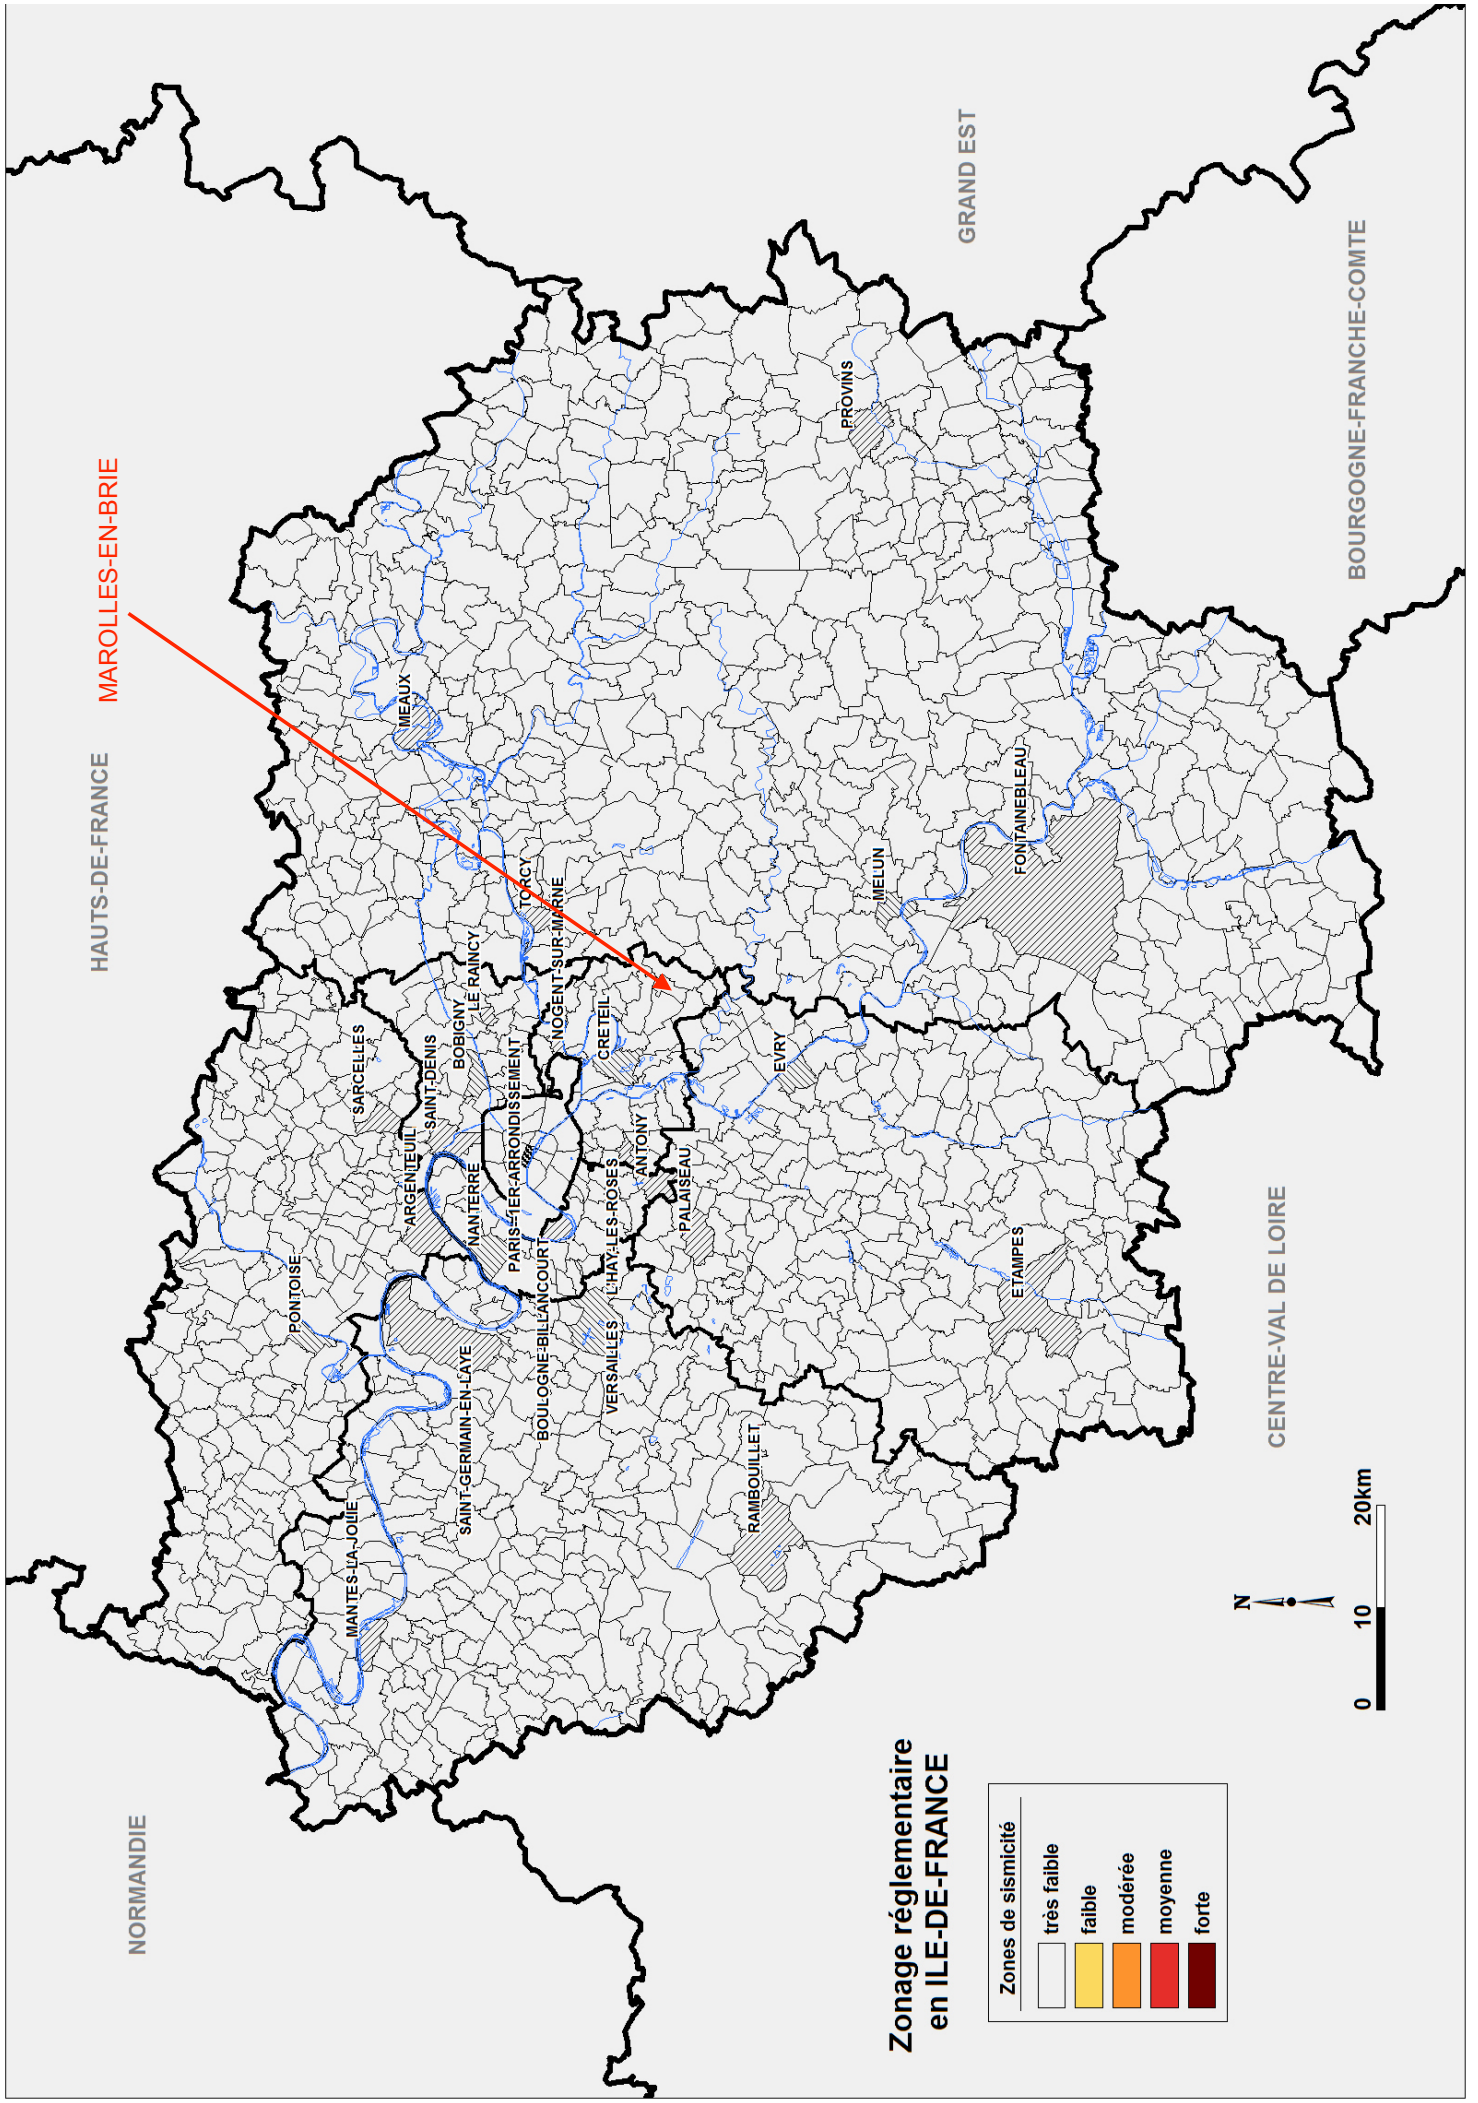 MAROLLES-EN-BRIE
HAUTS-DE-FRANCE
NORMANDIE
GRAND EST
BOURGOGNE-FRANCHE-COMTE
CENTRE-VAL DE LOIRE
MEAUX
PROVINS
TORCY
NOGENT-SUR-MARNE
LE RAINCY
BOBIGNY
SARCELLES
SAINT-DENIS
ARGENTEUIL
NANTERRE
PARIS-1ER-ARRONDISSEMENT
CRETEIL
PONTOISE
MANTES-LA-JOLIE
SAINT-GERMAIN-EN-LAYE
BOULOGNE-BILLANCOURT
VERSAILLES
L'HAY-LES-ROSES
ANTONY
PALAISEAU
EVRY
MELUN
FONTAINEBLEAU
ETAMPES
RAMBOUILLET
N
0 10 20km
Zonage réglementaire
en ILE-DE-FRANCE
Zones de sismicité
très faible
faible
modérée
moyenne
forte